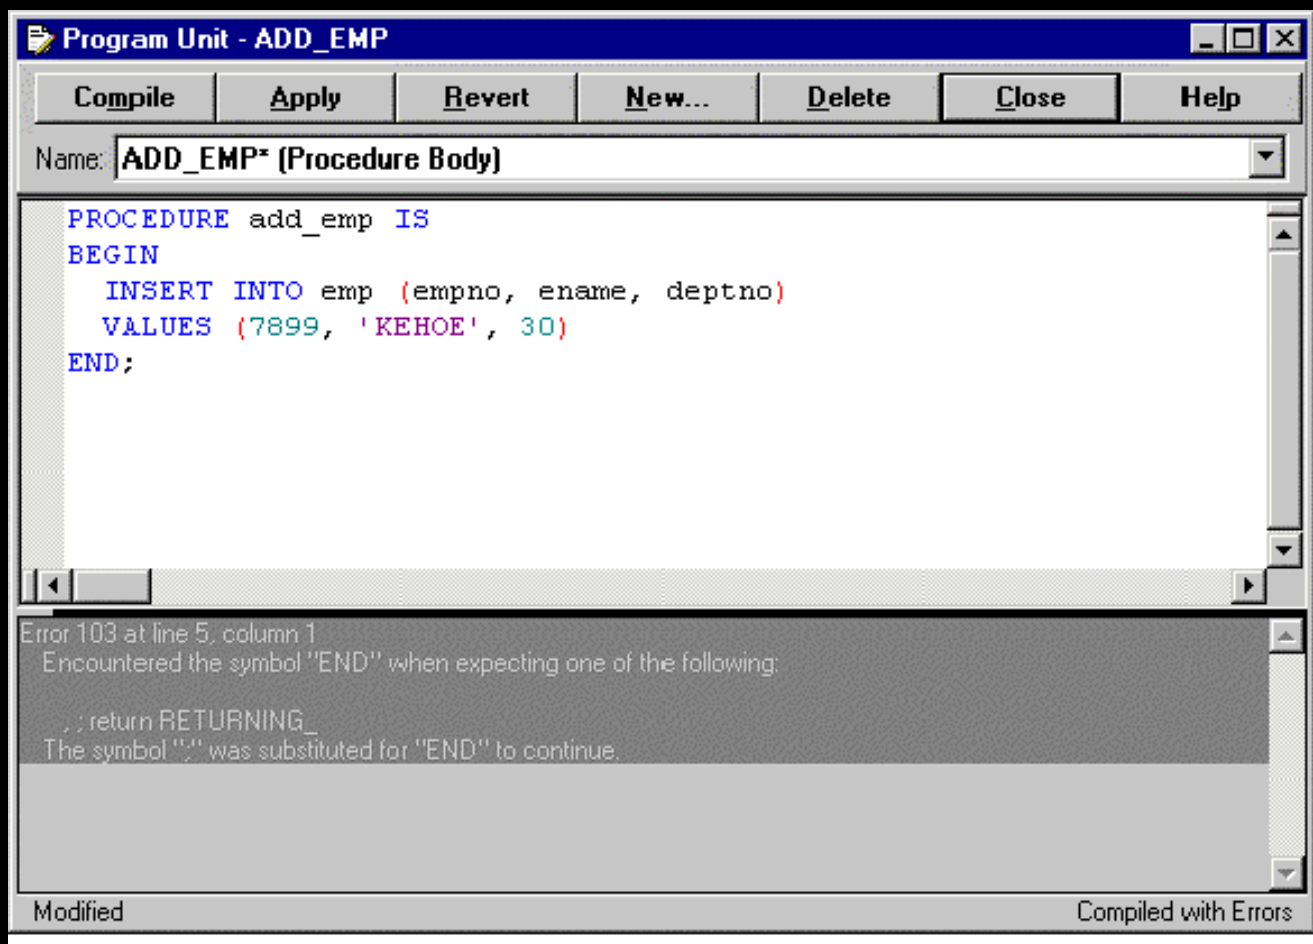 Program Unit - ADD_EMP
Compile Apply Revert New... Delete Close Help
Name: ADD_EMP* (Procedure Body)
PROCEDURE add_emp IS
BEGIN
INSERT INTO emp (empno, ename, deptno)
VALUES (7899, 'KEHOE', 30)
END;
Error 103 at line 5, column 1
Encountered the symbol "END" when expecting one of the following:
, ; return RETURNING_
The symbol ";" was substituted for "END" to continue.
Modified Compiled with Errors